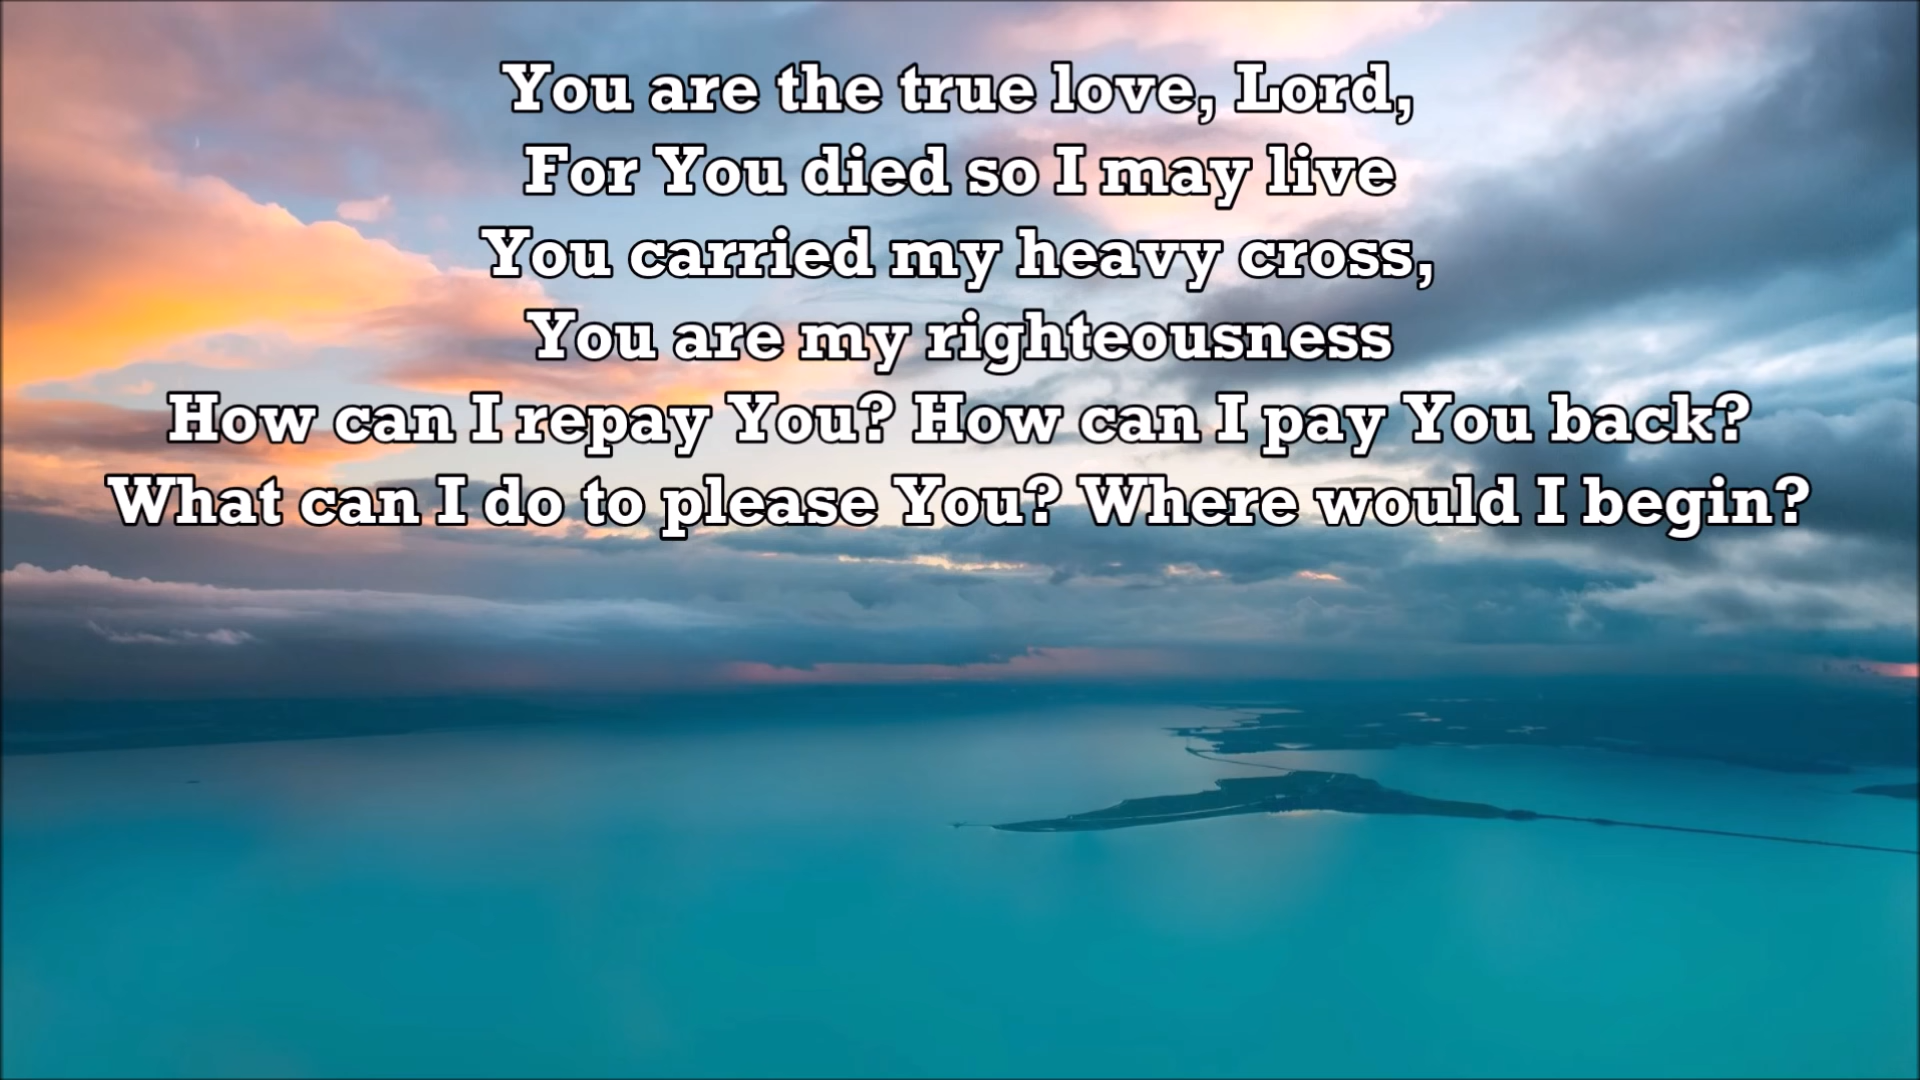 You are the true love, Lord,
For You died so I may live
You carried my heavy cross,
You are my righteousness
How can I repay You? How can I pay You back?
What can I do to please You? Where would I begin?